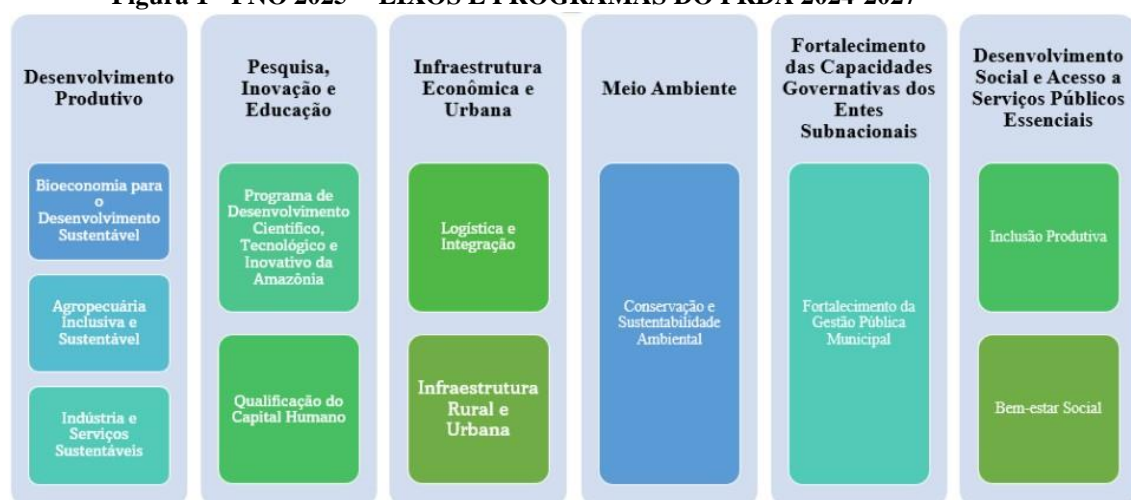 Figura 1 - FNO 2025 – EIXOS E PROGRAMAS DO PRDA 2024-2027
Desenvolvimento
Produtivo
Bioeconomia para
o
Desenvolvimento
Sustentável
Agropecuária
Inclusiva e
Sustentável
Indústria e
Serviços
Sustentáveis
Pesquisa,
Inovação e
Educação
Programa de
Desenvolvimento
Científico,
Tecnológico e
Inovativo da
Amazônia
Qualificação do
Capital Humano
Infraestrutura
Econômica e
Urbana
Logística e
Integração
Infraestrutura
Rural e
Urbana
Meio Ambiente
Conservação e
Sustentabilidade
Ambiental
Fortalecimento
das Capacidades
Governativas dos
Entes
Subnacionais
Fortalecimento da
Gestão Pública
Municipal
Desenvolvimento
Social e Acesso a
Serviços Públicos
Essenciais
Inclusão Produtiva
Bem-estar Social